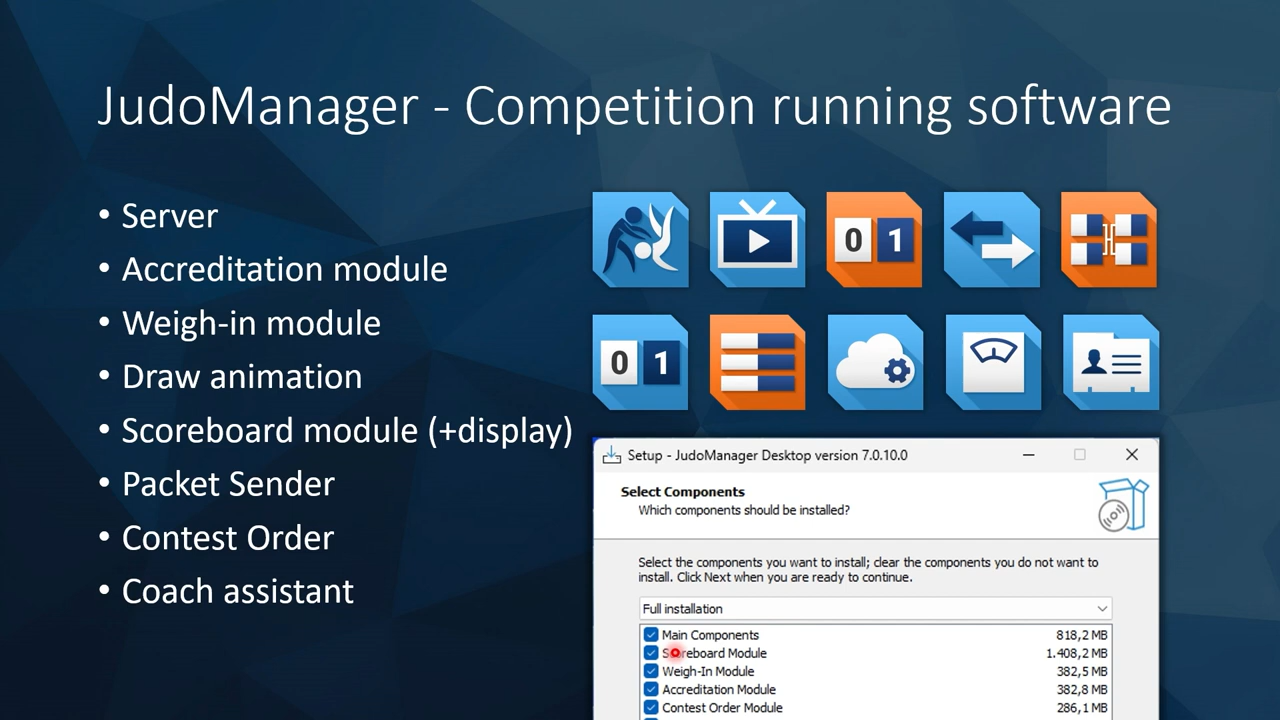 JudoManager - Competition running software
• Server
• Accreditation module
• Weigh-in module
• Draw animation
• Scoreboard module (+display)
• Packet Sender
• Contest Order
• Coach assistant
0 1
0 1
Setup - JudoManager Desktop version 7.0.10.0
Select Components
Which components should be installed?
Select the components you want to install; clear the components you do not want to
install. Click Next when you are ready to continue.
Full installation
Main Components 818,2 MB
Scoreboard Module 1.408,2 MB
Weigh-In Module 382,5 MB
Accreditation Module 382,8 MB
Contest Order Module 286,1 MB